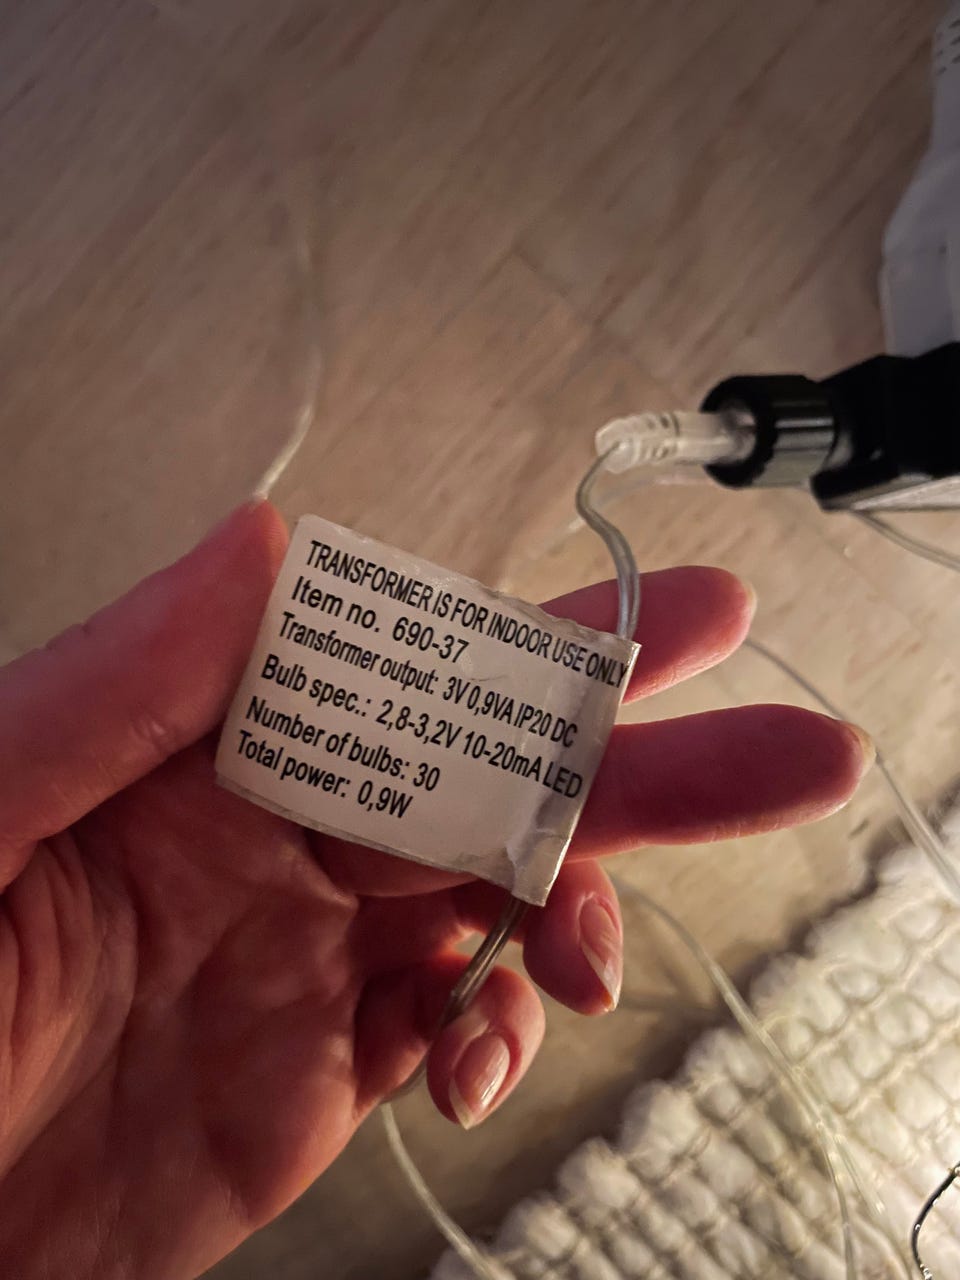 TRANSFORMER IS FOR INDOOR USE ONLY
Item no. 690-37
Transformer output: 3V 0,9VA IP20 DC
Bulb spec.: 2,8-3,2V 10-20mA LED
Number of bulbs: 30
Total power: 0,9W